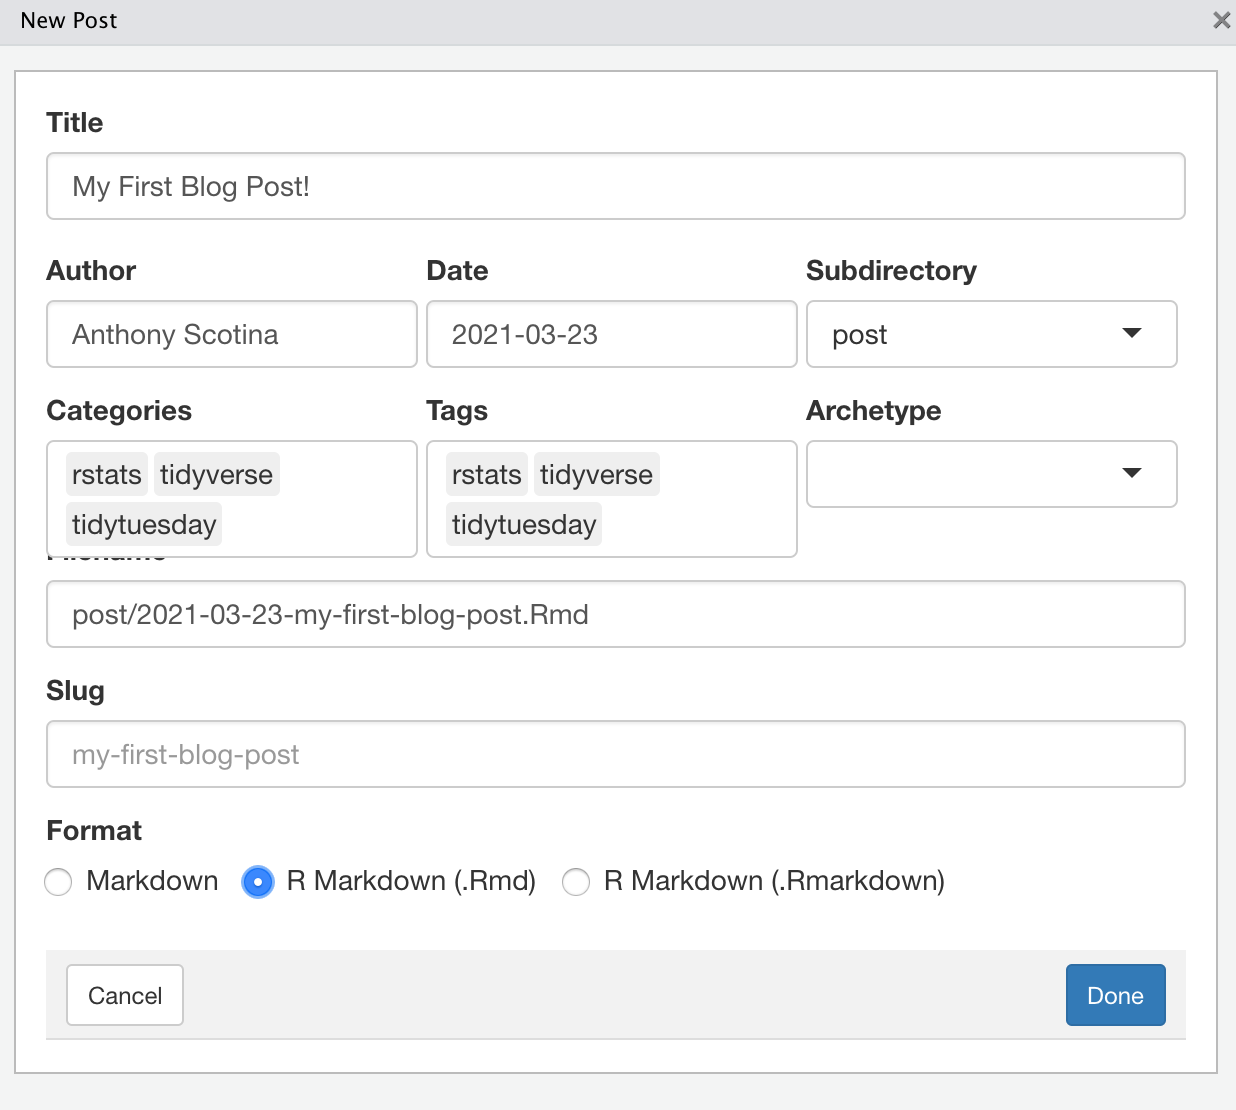 New Post
Title
My First Blog Post!
Author Date Subdirectory
Anthony Scotina 2021-03-23 post
Categories Tags Archetype
rstats tidyverse rstats tidyverse
tidytuesday tidytuesday
Filename
post/2021-03-23-my-first-blog-post.Rmd
Slug
my-first-blog-post
Format
Markdown R Markdown (.Rmd) R Markdown (.Rmarkdown)
Cancel Done